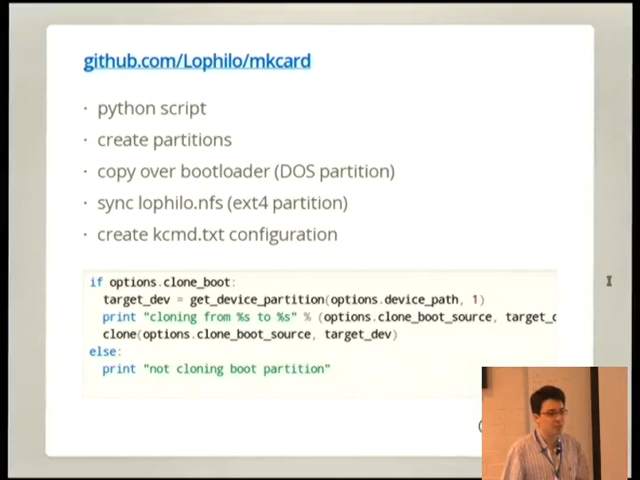 github.com/Lophilo/mkcard
· python script
· create partitions
· copy over bootloader (DOS partition)
· sync lophilo.nfs (ext4 partition)
· create kcmd.txt configuration
if options.clone_boot:
target_dev = get_device_partition(options.device_path, 1)
print "cloning from %s to %s" % (options.clone_boot_source, target_d
clone(options.clone_boot_source, target_dev)
else:
print "not cloning boot partition"